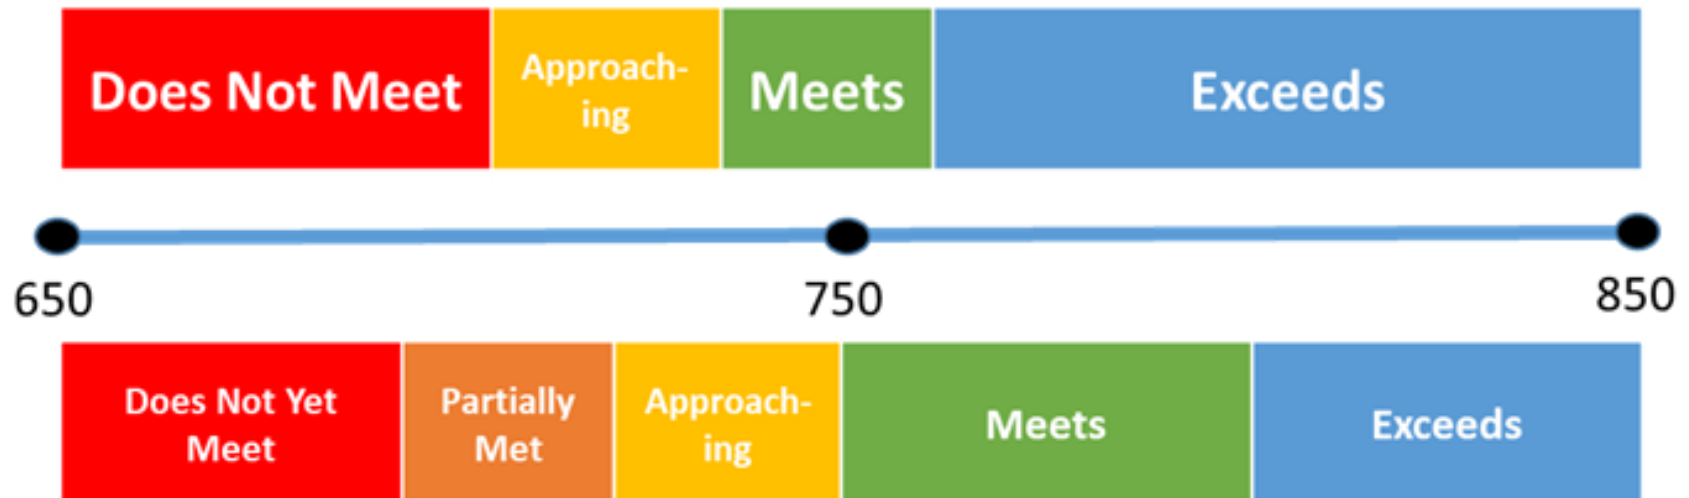 Does Not Meet
Approach-
ing
Meets
Exceeds
650
750
850
Does Not Yet
Meet
Partially
Met
Approach-
ing
Meets
Exceeds